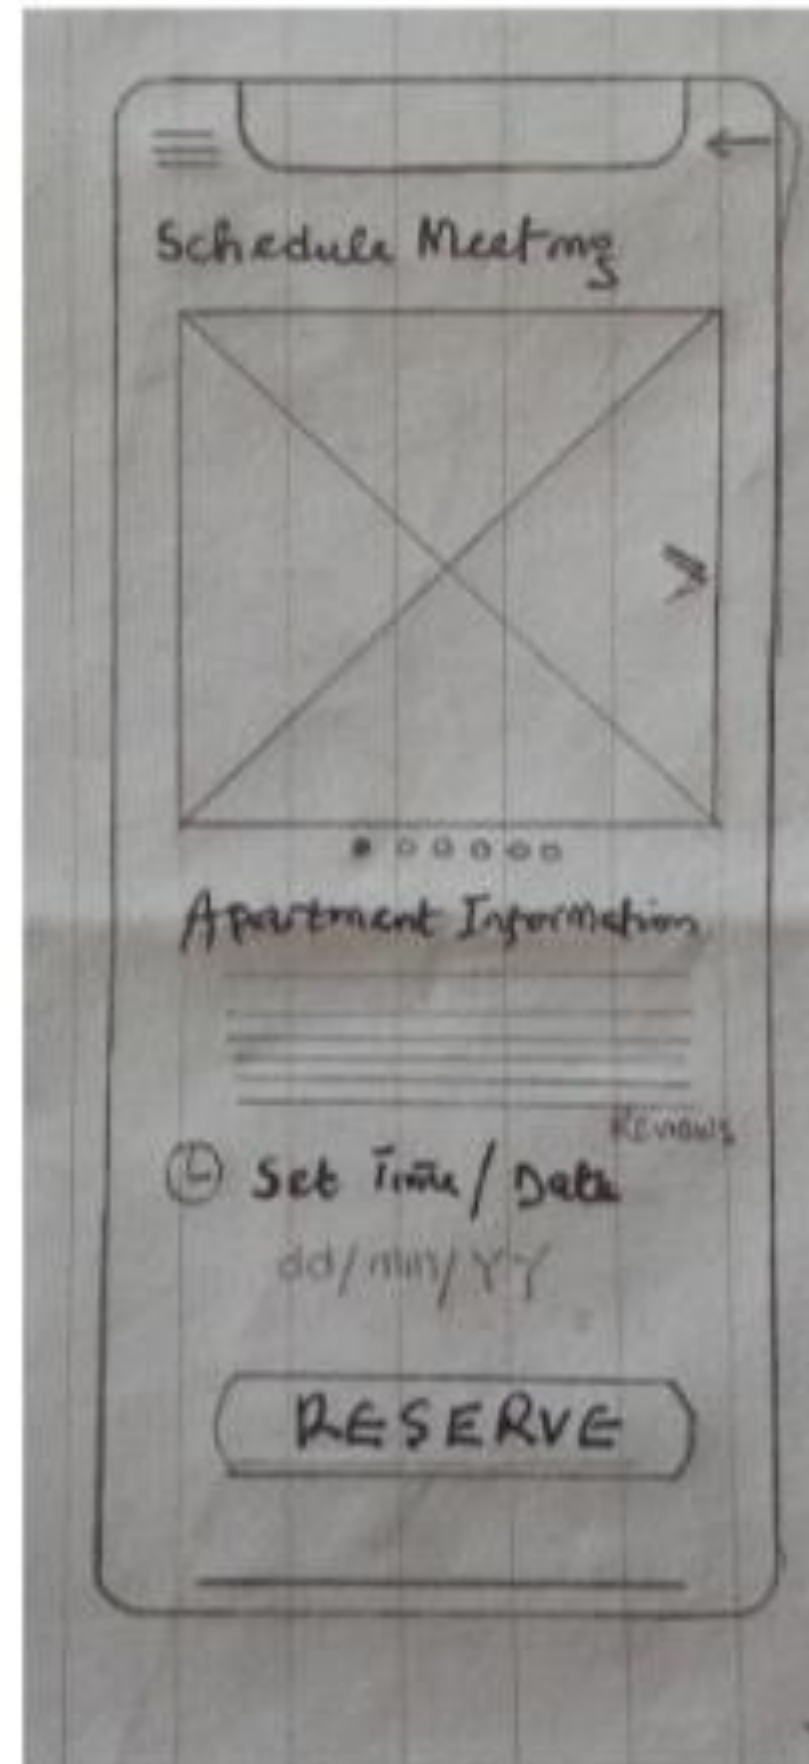 Schedule Meeting
Apartment Information
Reviews
Set Time / Date
dd/mm/YY
RESERVE